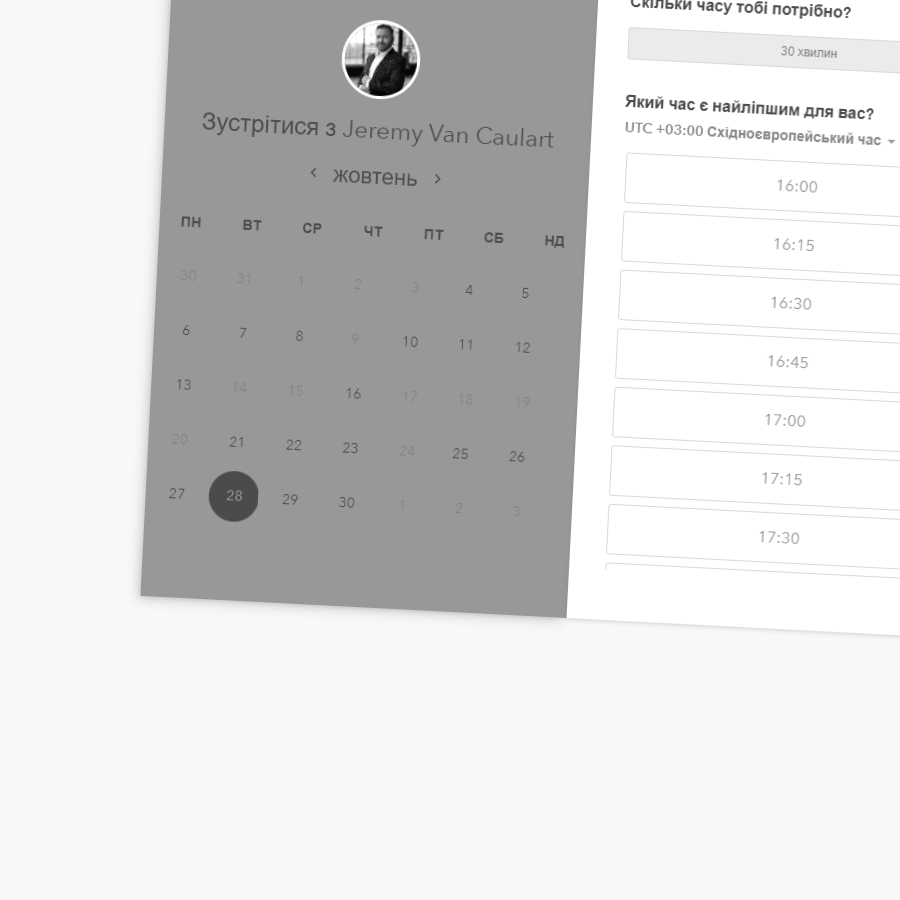 Зустрітися з Jeremy Van Caulart
‹ жовтень ›
ПН ВТ СР ЧТ ПТ СБ НД
30 31 1 2 3 4 5
6 7 8 9 10 11 12
13 14 15 16 17 18 19
20 21 22 23 24 25 26
27 28 29 30 1 2 3
Скільки часу тобі потрібно?
30 хвилин
Який час є найліпшим для вас?
UTC +03:00 Східноєвропейський час
16:00
16:15
16:30
16:45
17:00
17:15
17:30